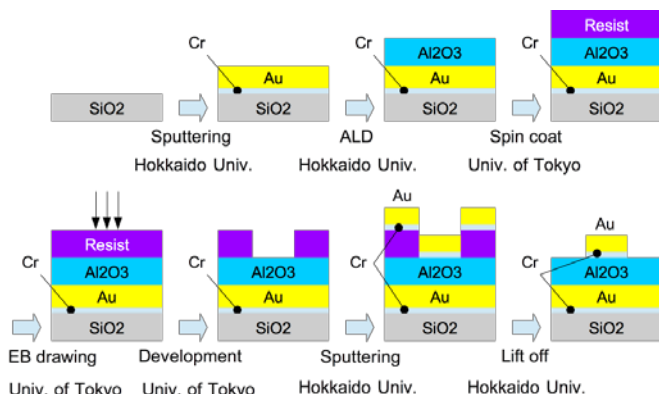 Resist
Cr
Cr
Al2O3
Cr
Al2O3
Au
Au
Au
SiO2
SiO2
SiO2
SiO2
Sputtering
ALD
Spin coat
Hokkaido Univ.
Hokkaido Univ.
Univ. of Tokyo
Au
Au
Resist
Cr
Cr
Cr
Cr
Al2O3
Al2O3
Al2O3
Al2O3
Au
Au
Au
Au
SiO2
SiO2
SiO2
SiO2
EB drawing
Development
Sputtering
Lift off
Univ. of Tokyo
Univ. of Tokyo
Hokkaido Univ.
Hokkaido Univ.